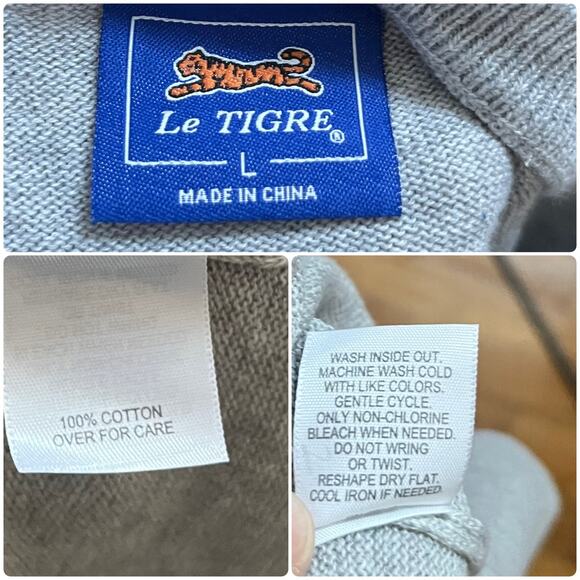 Le TIGRE®
L
MADE IN CHINA
100% COTTON
OVER FOR CARE
WASH INSIDE OUT.
MACHINE WASH COLD
WITH LIKE COLORS.
GENTLE CYCLE.
ONLY NON-CHLORINE
BLEACH WHEN NEEDED.
DO NOT WRING
OR TWIST.
RESHAPE DRY FLAT.
COOL IRON IF NEEDED.